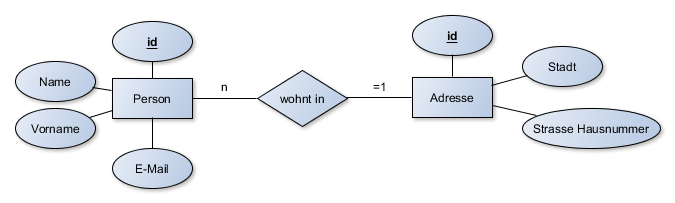 id
id
Name
Stadt
n
=1
Person
wohnt in
Adresse
Vorname
Strasse Hausnummer
E-Mail